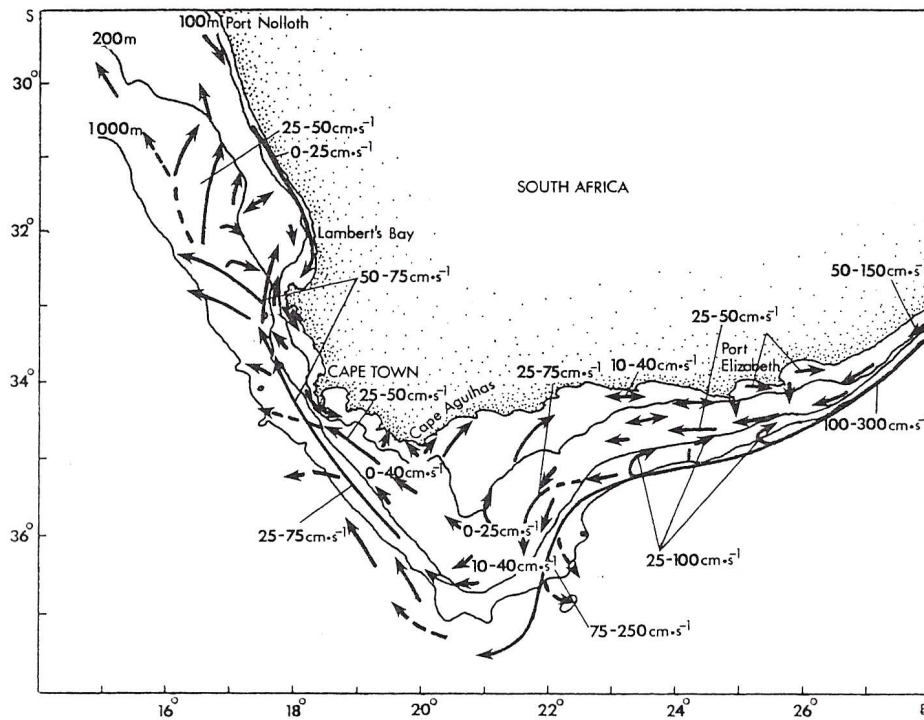 S
100m Port Nolloth
200m
30°
1000m
25-50cm·s⁻¹
0-25cm·s⁻¹
SOUTH AFRICA
32°
Lambert's Bay
50-75cm·s⁻¹
50-150cm·s⁻
25-50cm·s⁻¹
Port
Elizabeth
34°
CAPE TOWN
25-75cm·s⁻¹
10-40cm·s⁻¹
25-50cm·s⁻¹
Cape Agulhas
100-300cm·s⁻
0-40cm·s⁻¹
36°
25-75cm·s⁻¹
0-25cm·s⁻¹
25-100cm·s⁻¹
10-40cm·s⁻¹
75-250cm·s⁻¹
16° 18° 20° 22° 24° 26°